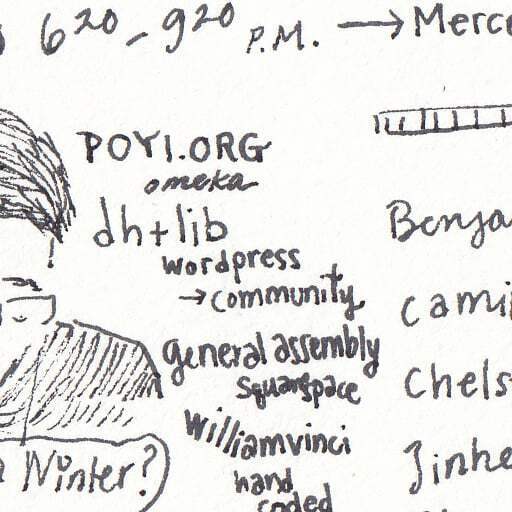 6:20 - 9:20 P.M. → Merce
POYI.ORG
omeka
dh+lib
wordpress
→ community
general assembly
squarespace
williamvinci
hand
coded
Winter?
Benja
cami
chels
Jinhe